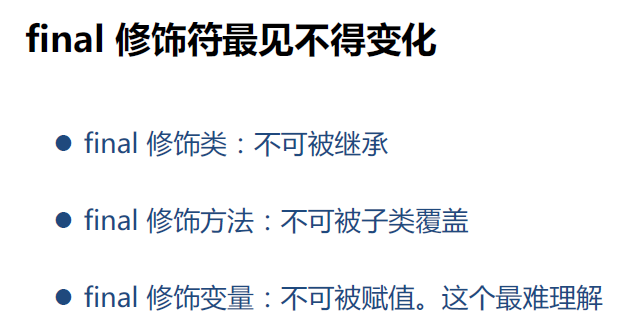 final 修饰符最见不得变化
● final 修饰类：不可被继承
● final 修饰方法：不可被子类覆盖
● final 修饰变量：不可被赋值。这个最难理解